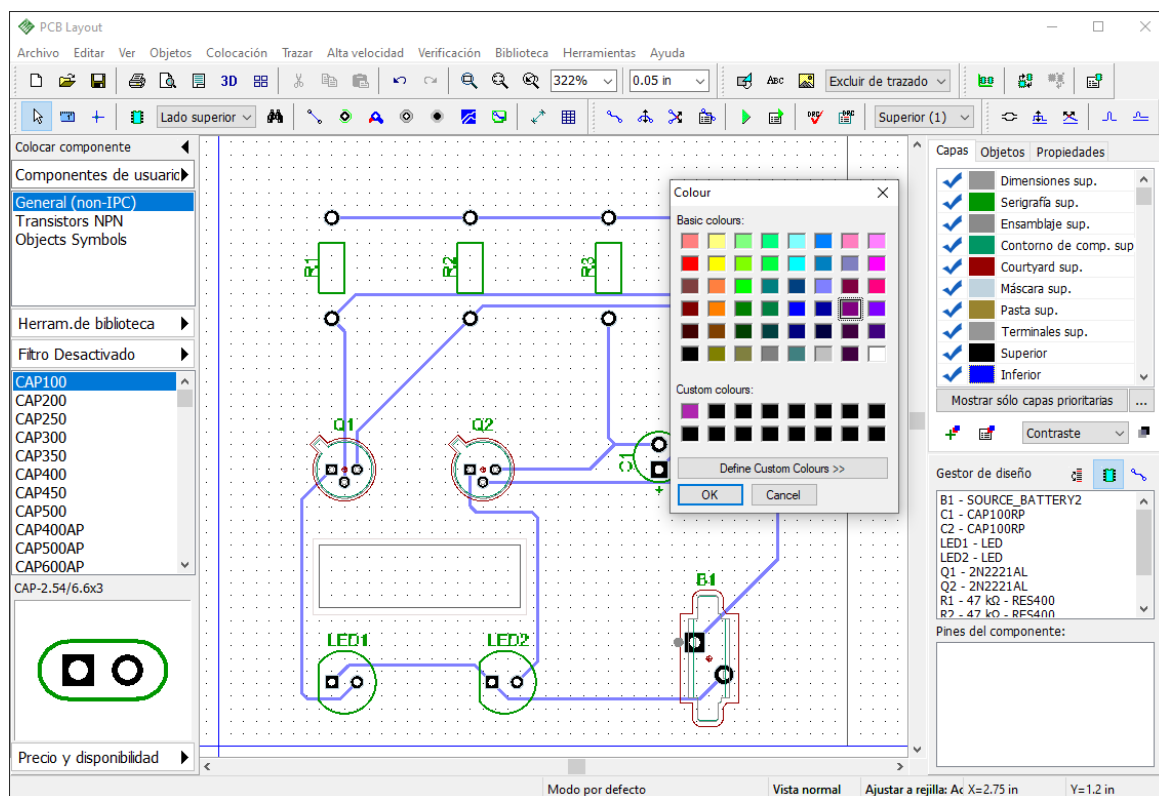 PCB Layout
Archivo Editar Ver Objetos Colocación Trazar Alta velocidad Verificación Biblioteca Herramientas Ayuda
3D 322% 0.05 in ABC Excluir de trazado
Lado superior DRC DRC Superior (1)
Colocar componente
Componentes de usuario
General (non-IPC)
Transistors NPN
Objects Symbols
Herram.de biblioteca
Filtro Desactivado
CAP100
CAP200
CAP250
CAP300
CAP350
CAP400
CAP450
CAP500
CAP400AP
CAP500AP
CAP600AP
CAP-2.54/6.6x3
Precio y disponibilidad
R1
R2
R3
Q1
Q2
C1
+
LED1
LED2
B1
Colour
Basic colours:
Custom colours:
Define Custom Colours >>
OK Cancel
Capas Objetos Propiedades
Dimensiones sup.
Serigrafía sup.
Ensamblaje sup.
Contorno de comp. sup
Courtyard sup.
Máscara sup.
Pasta sup.
Terminales sup.
Superior
Inferior
Mostrar sólo capas prioritarias ...
Contraste
Gestor de diseño
B1 - SOURCE_BATTERY2
C1 - CAP100RP
C2 - CAP100RP
LED1 - LED
LED2 - LED
Q1 - 2N2221AL
Q2 - 2N2221AL
R1 - 47 kΩ - RES400
R2 - 47 kΩ - RES400
Pines del componente:
Modo por defecto Vista normal Ajustar a rejilla: Ac X=2.75 in Y=1.2 in